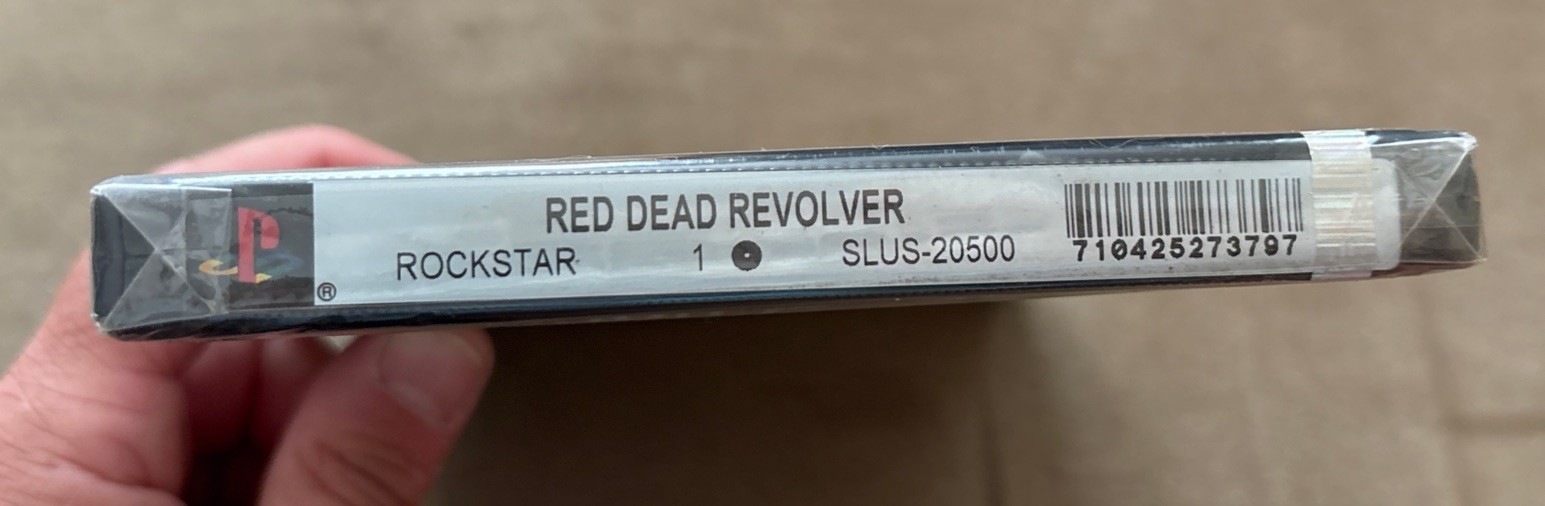 RED DEAD REVOLVER
ROCKSTAR 1 SLUS-20500
710425273797
®